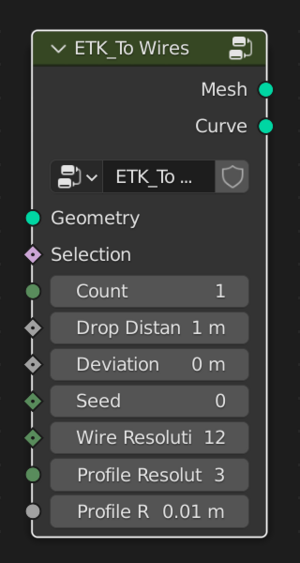 ETK_To Wires
Mesh
Curve
ETK_To ...
Geometry
Selection
Count 1
Drop Distan 1 m
Deviation 0 m
Seed 0
Wire Resoluti 12
Profile Resolut 3
Profile R 0.01 m